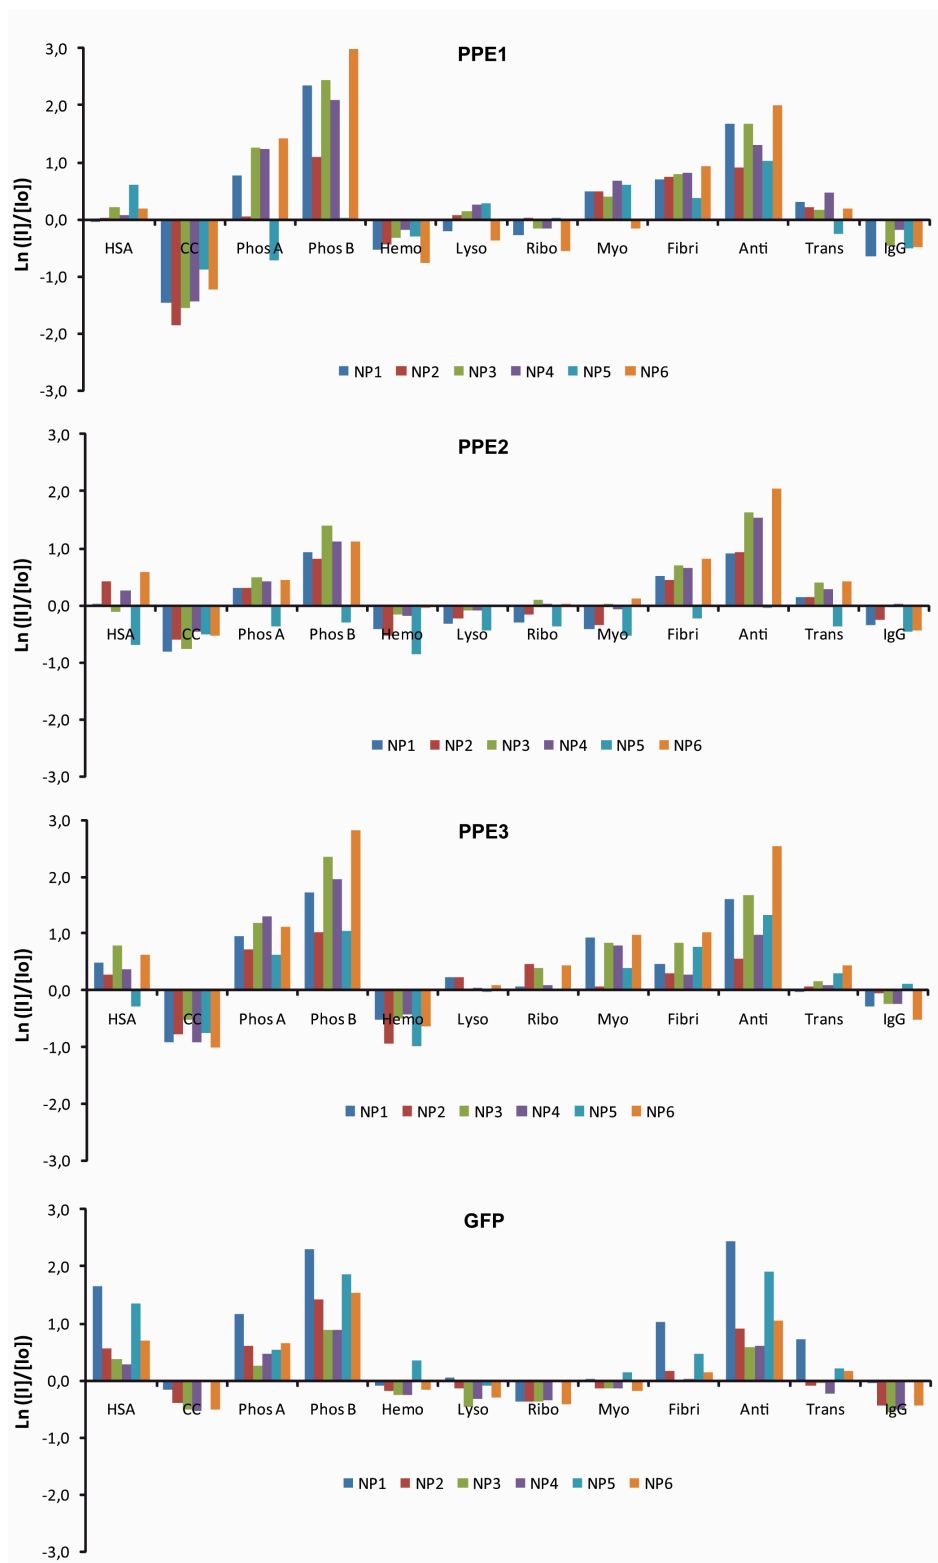 PPE1
Ln ([I]/[Io])
3,0
2,0
1,0
0,0
-1,0
-2,0
-3,0
HSA CC Phos A Phos B Hemo Lyso Ribo Myo Fibri Anti Trans IgG
NP1 NP2 NP3 NP4 NP5 NP6
PPE2
Ln ([I]/[Io])
3,0
2,0
1,0
0,0
-1,0
-2,0
-3,0
HSA CC Phos A Phos B Hemo Lyso Ribo Myo Fibri Anti Trans IgG
NP1 NP2 NP3 NP4 NP5 NP6
PPE3
Ln ([I]/[Io])
3,0
2,0
1,0
0,0
-1,0
-2,0
-3,0
HSA CC Phos A Phos B Hemo Lyso Ribo Myo Fibri Anti Trans IgG
NP1 NP2 NP3 NP4 NP5 NP6
GFP
Ln ([I]/[Io])
3,0
2,0
1,0
0,0
-1,0
-2,0
-3,0
HSA CC Phos A Phos B Hemo Lyso Ribo Myo Fibri Anti Trans IgG
NP1 NP2 NP3 NP4 NP5 NP6